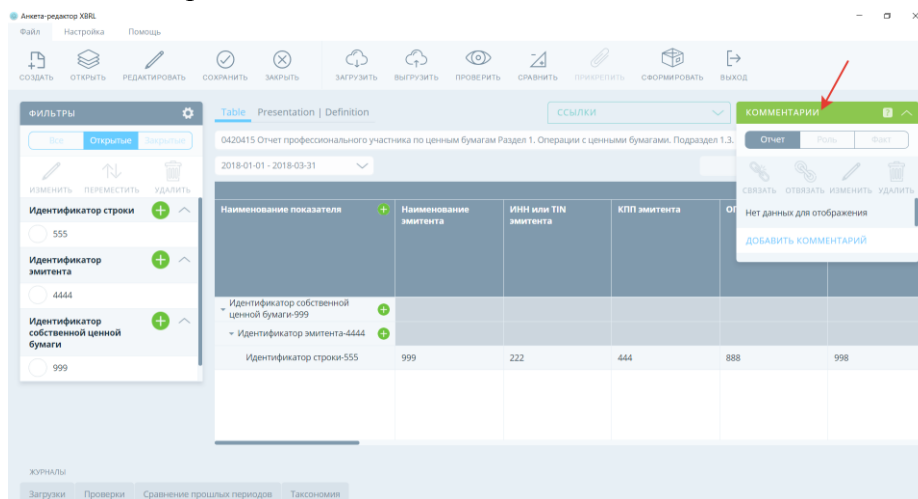 Анкета-редактор XBRL
Файл Настройка Помощь
СОЗДАТЬ ОТКРЫТЬ РЕДАКТИРОВАТЬ СОХРАНИТЬ ЗАКРЫТЬ ЗАГРУЗИТЬ ВЫГРУЗИТЬ ПРОВЕРИТЬ СРАВНИТЬ ПРИКРЕПИТЬ СФОРМИРОВАТЬ ВЫХОД
ФИЛЬТРЫ
Все Открытые Закрытые
ИЗМЕНИТЬ ПЕРЕМЕСТИТЬ УДАЛИТЬ
Идентификатор строки
555
Идентификатор
эмитента
4444
Идентификатор
собственной ценной
бумаги
999
Table Presentation | Definition
ССЫЛКИ
0420415 Отчет профессионального участника по ценным бумагам Раздел 1. Операции с ценными бумагами. Подраздел 1.3.
2018-01-01 - 2018-03-31
Наименование показателя Наименование эмитента ИНН или TIN эмитента КПП эмитента
Идентификатор собственной
ценной бумаги-999
Идентификатор эмитента-4444
Идентификатор строки-555 999 222 444 888 998
КОММЕНТАРИИ ?
Отчет Роль Факт
СВЯЗАТЬ ОТВЯЗАТЬ ИЗМЕНИТЬ УДАЛИТЬ
Нет данных для отображения
ДОБАВИТЬ КОММЕНТАРИЙ
ЖУРНАЛЫ
Загрузки Проверки Сравнение прошлых периодов Таксономия